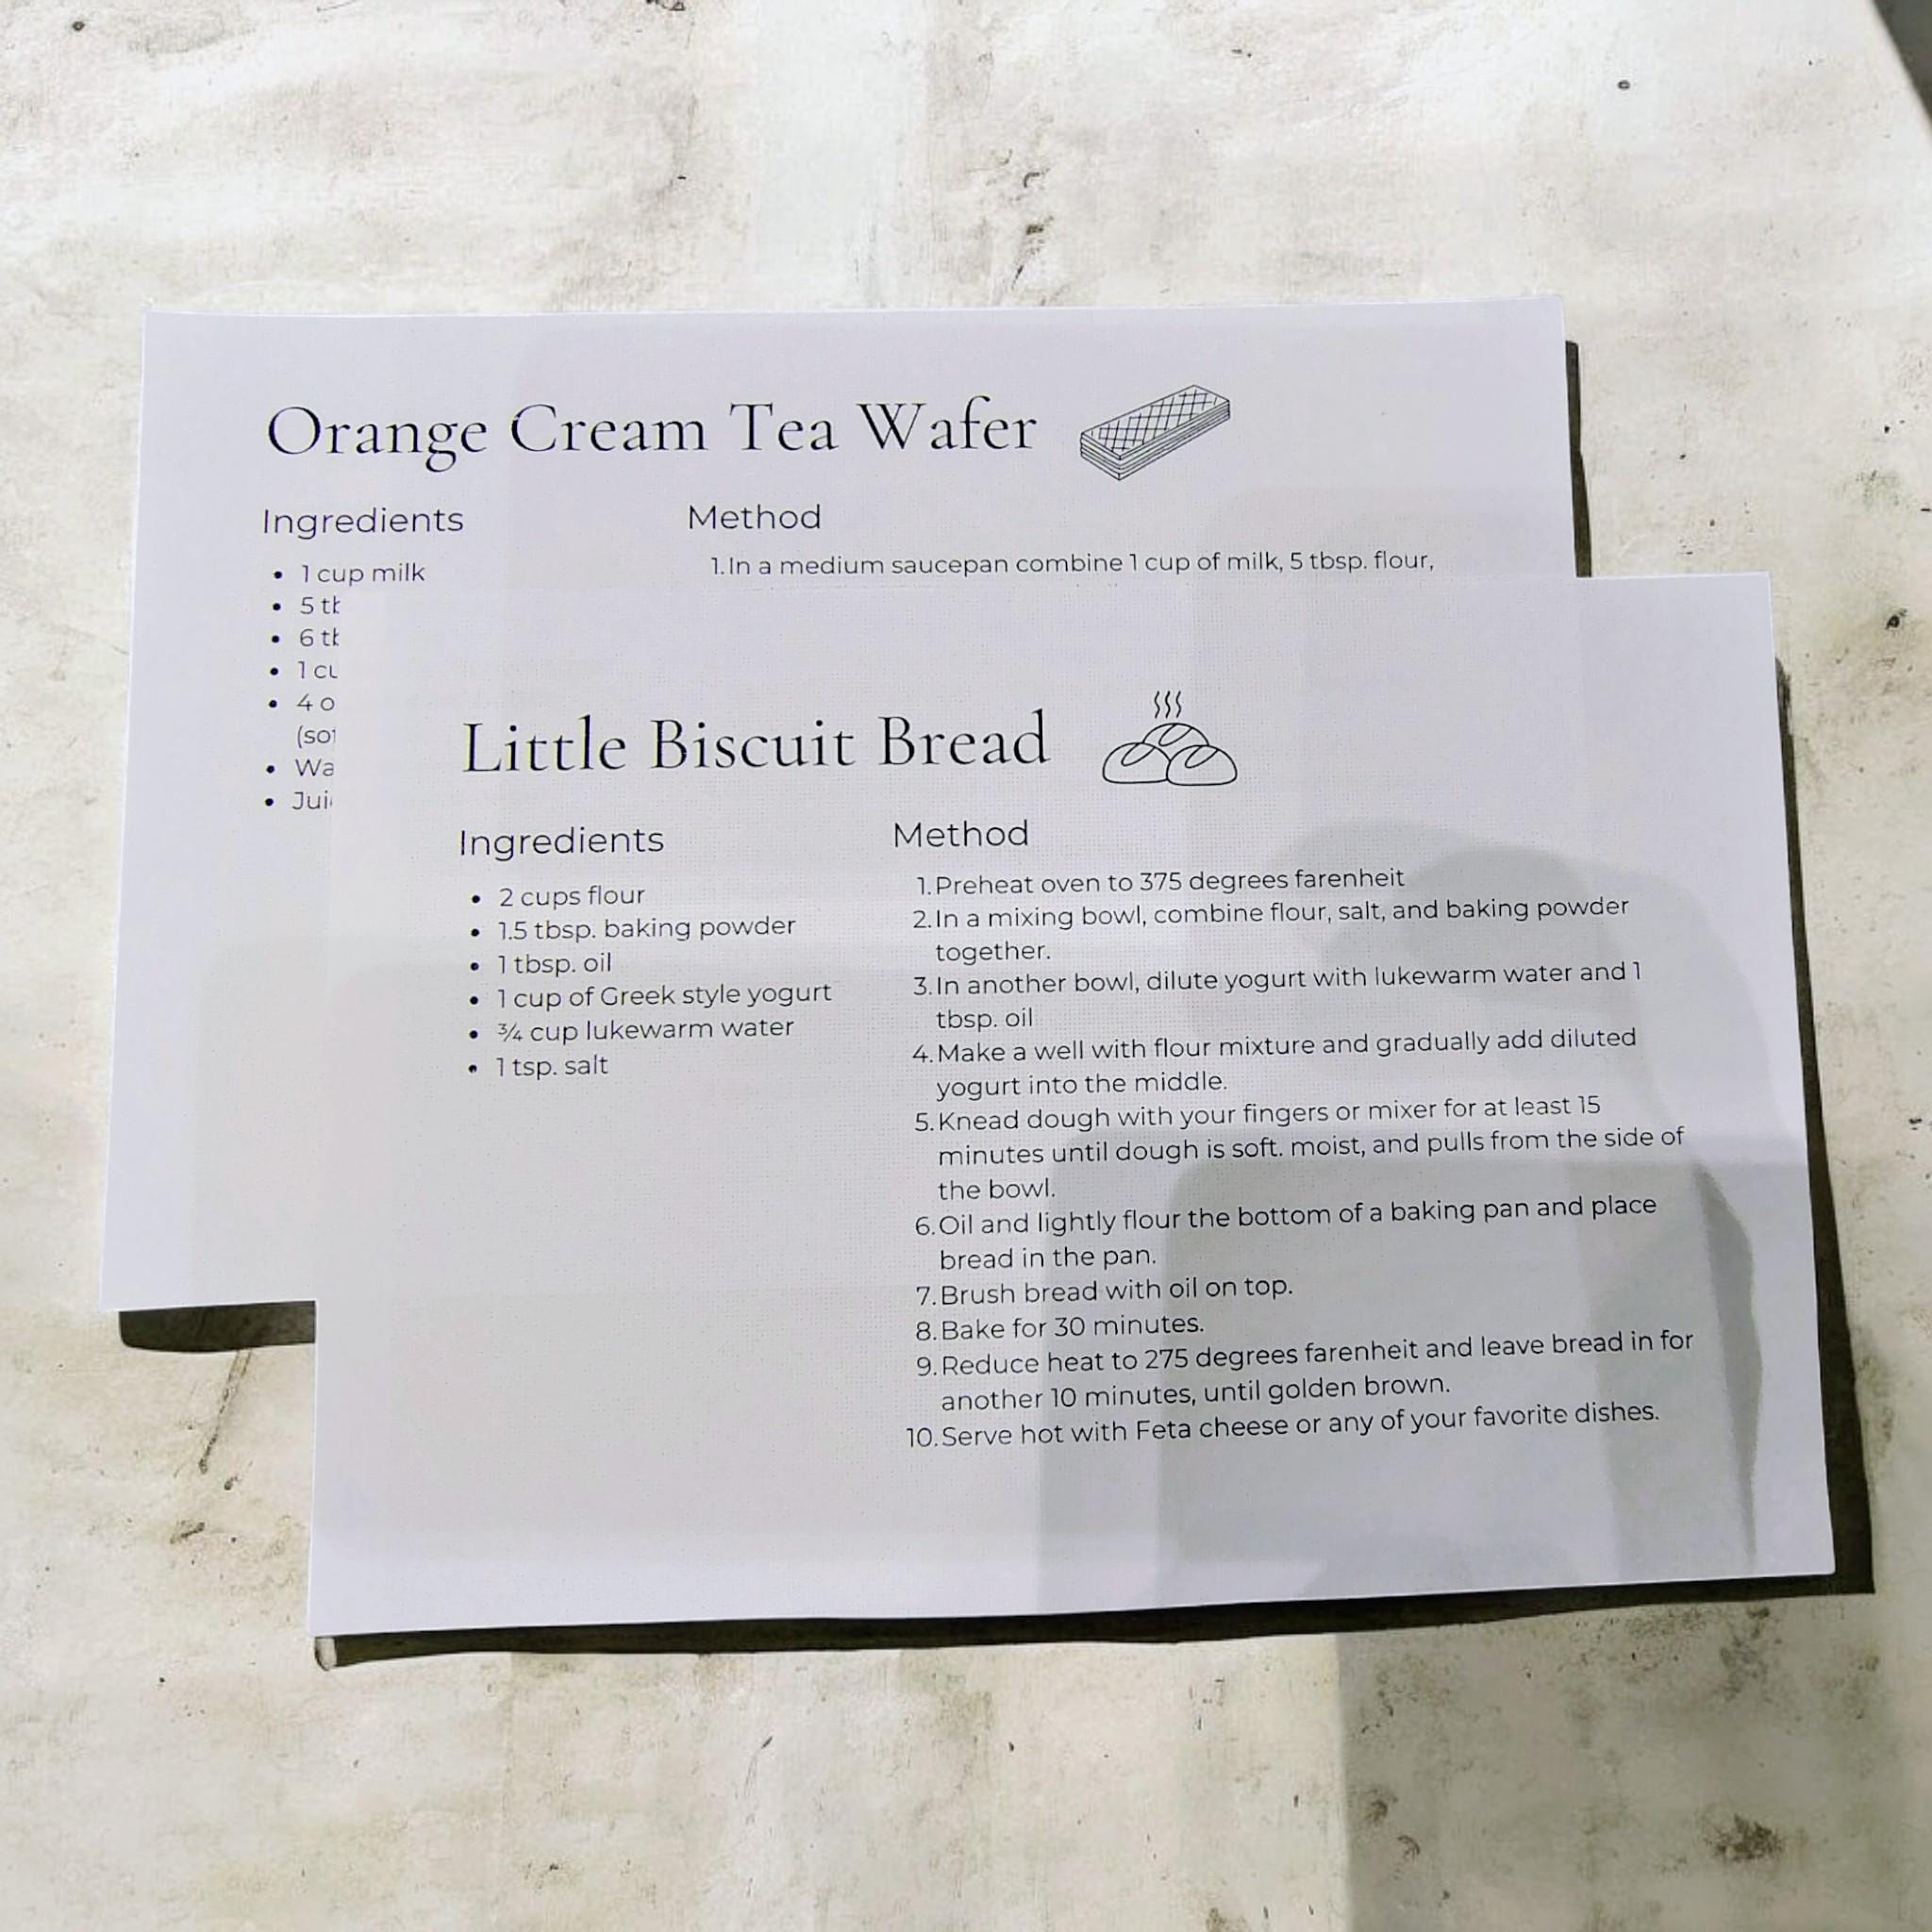 Orange Cream Tea Wafer
Ingredients
• 1 cup milk
• 5
• 6
• 1
• 4
• 
• 
Method
1. In a medium saucepan combine 1 cup of milk, 5 tbsp. flour,
Little Biscuit Bread
Ingredients
• 2 cups flour
• 1.5 tbsp. baking powder
• 1 tbsp. oil
• 1 cup of Greek style yogurt
• ¾ cup lukewarm water
• 1 tsp. salt
Method
1. Preheat oven to 375 degrees farenheit
2. In a mixing bowl, combine flour, salt, and baking powder
together.
3. In another bowl, dilute yogurt with lukewarm water and 1
tbsp. oil
4. Make a well with flour mixture and gradually add diluted
yogurt into the middle.
5. Knead dough with your fingers or mixer for at least 15
minutes until dough is soft. moist, and pulls from the side of
the bowl.
6. Oil and lightly flour the bottom of a baking pan and place
bread in the pan.
7. Brush bread with oil on top.
8. Bake for 30 minutes.
9. Reduce heat to 275 degrees farenheit and leave bread in for
another 10 minutes, until golden brown.
10. Serve hot with Feta cheese or any of your favorite dishes.